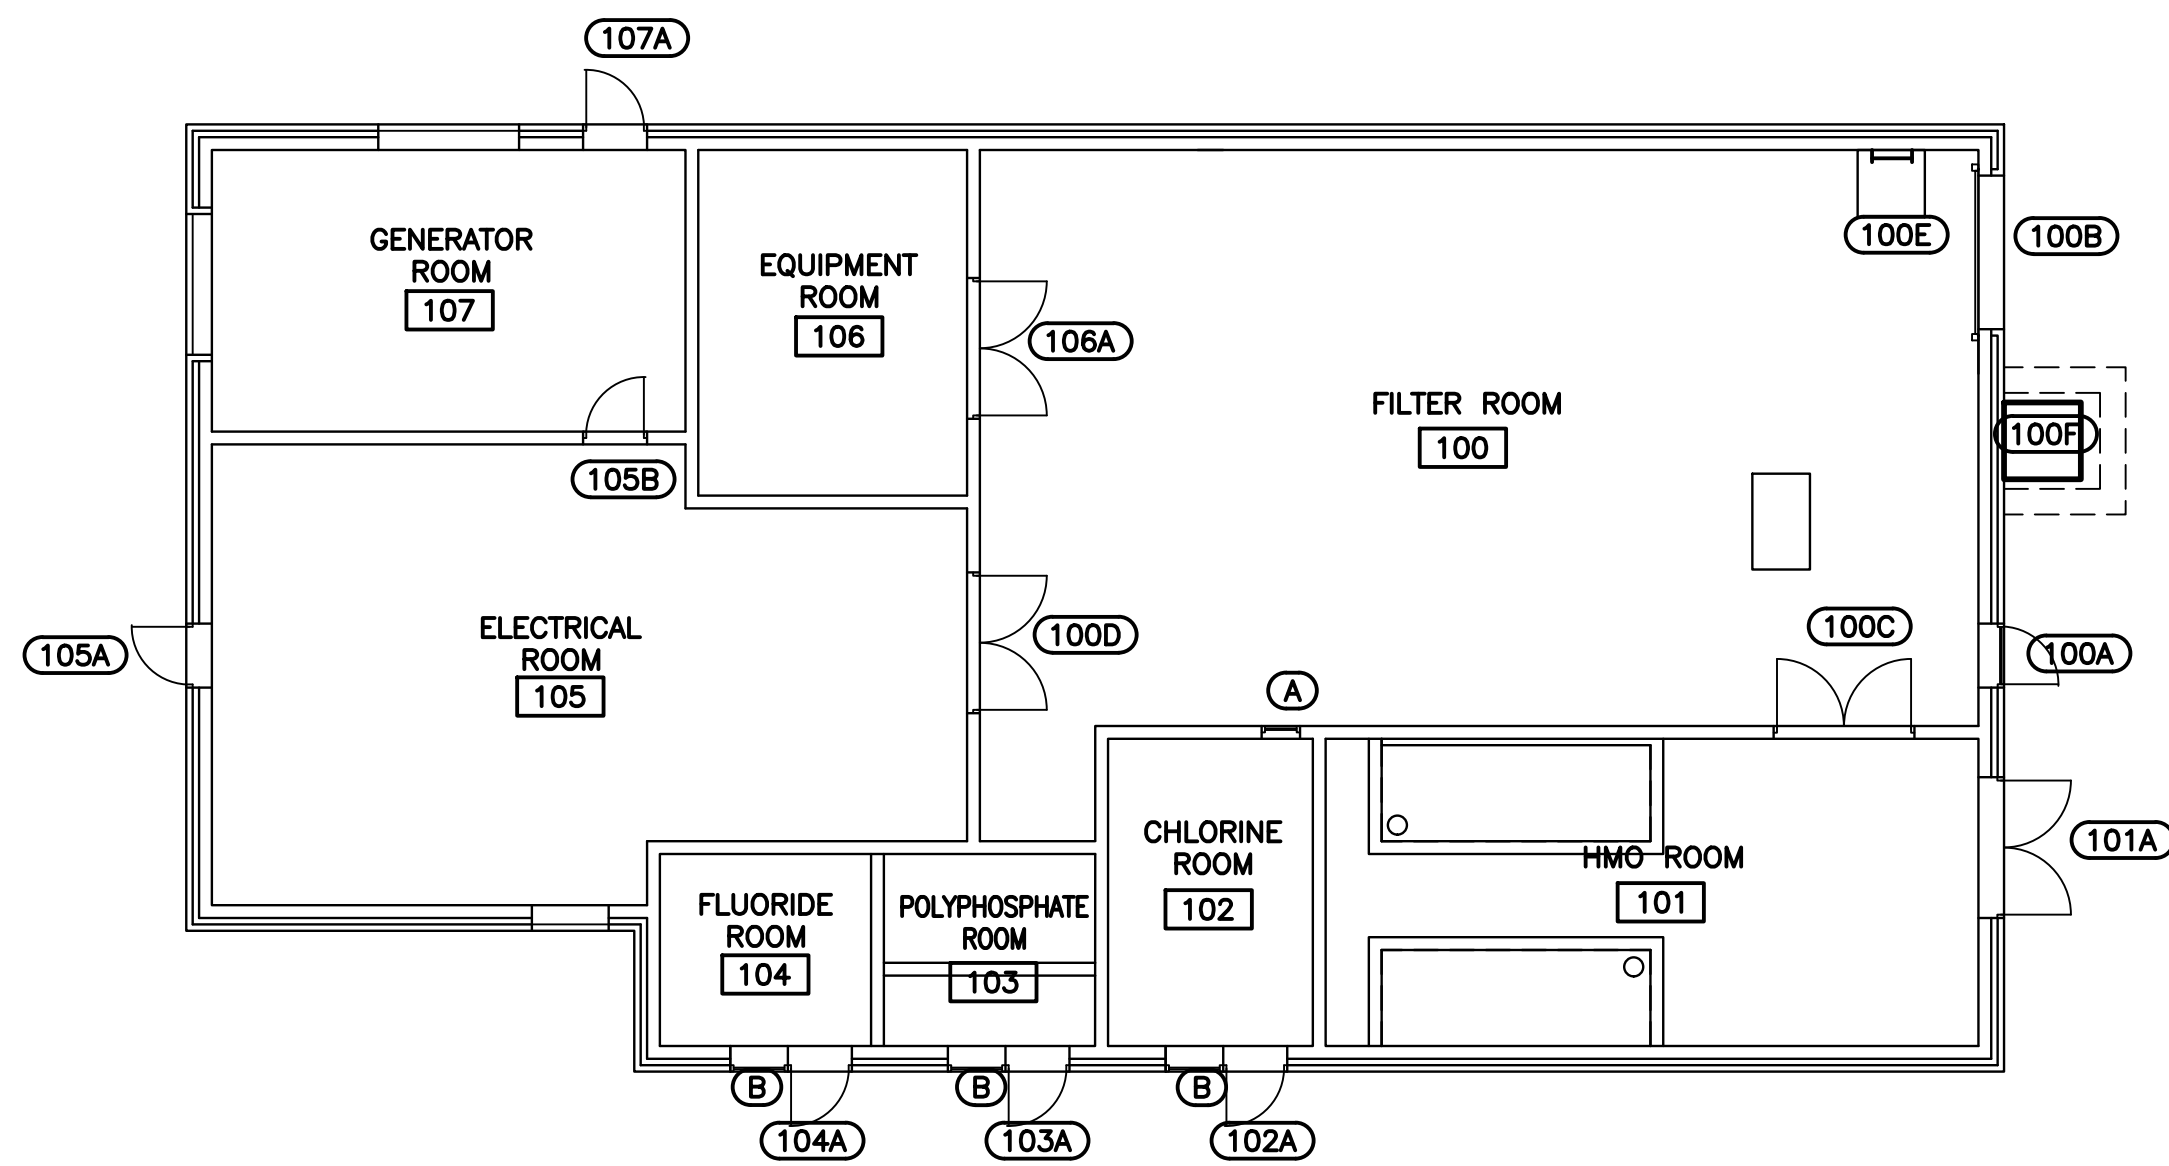 107A
GENERATOR
ROOM
107
EQUIPMENT
ROOM
106
100E
100B
106A
FILTER ROOM
100
100F
105B
ELECTRICAL
ROOM
105
105A
100D
100C
100A
A
CHLORINE
ROOM
102
HMO ROOM
101
101A
FLUORIDE
ROOM
104
POLYPHOSPHATE
ROOM
103
B
B
B
104A
103A
102A